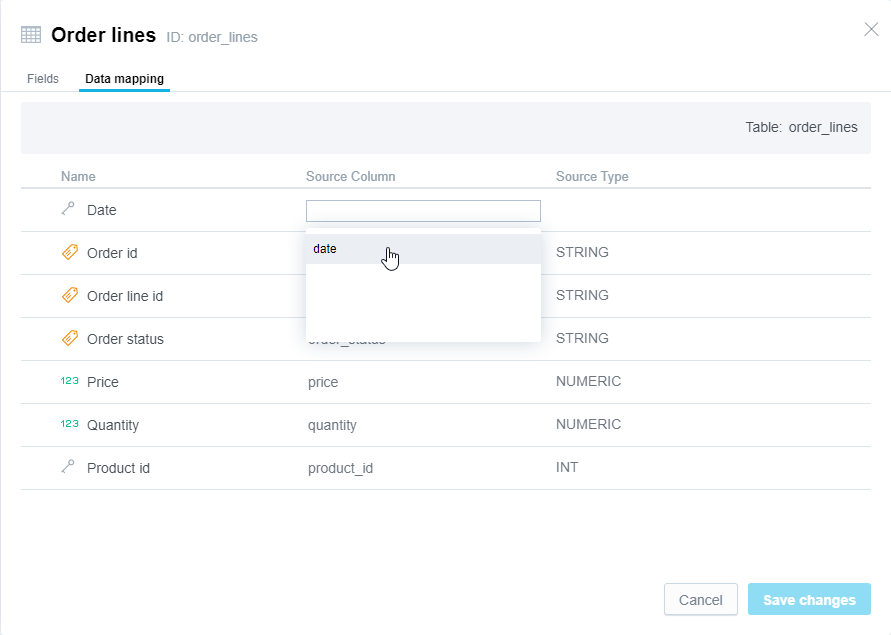 Order lines ID: order_lines
Fields Data mapping
Table: order_lines
Name Source Column Source Type
Date
date
Order id STRING
Order line id STRING
Order status order_status STRING
123 Price price NUMERIC
123 Quantity quantity NUMERIC
Product id product_id INT
Cancel Save changes